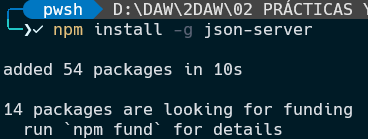 pwsh D:\DAW\2DAW\02 PRÁCTICAS Y
❯✓ npm install -g json-server
added 54 packages in 10s
14 packages are looking for funding
run `npm fund` for details